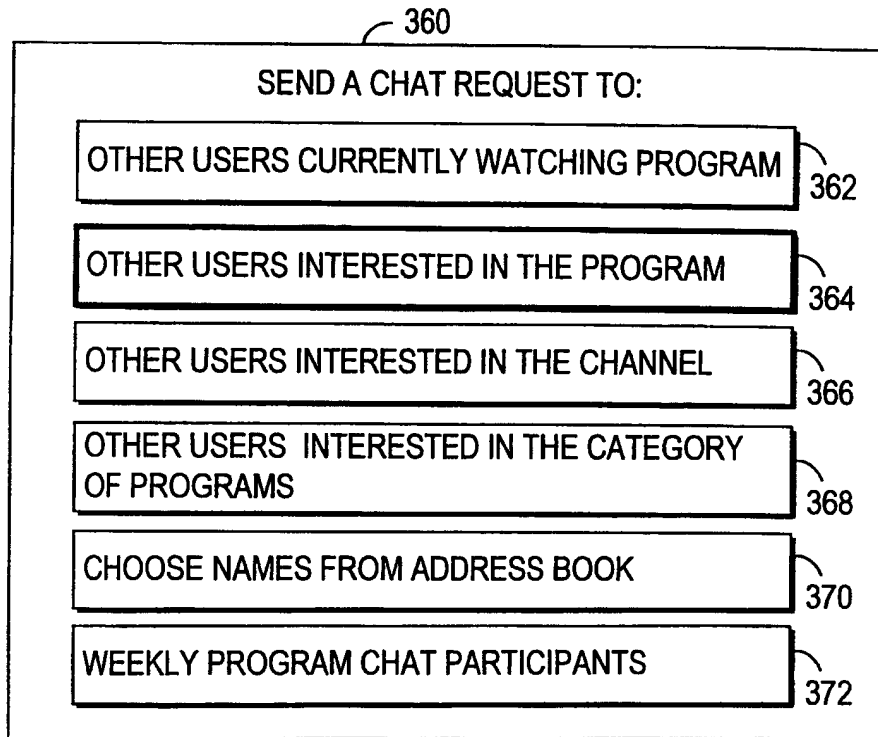 360
SEND A CHAT REQUEST TO:
OTHER USERS CURRENTLY WATCHING PROGRAM
362
OTHER USERS INTERESTED IN THE PROGRAM
364
OTHER USERS INTERESTED IN THE CHANNEL
366
OTHER USERS INTERESTED IN THE CATEGORY
OF PROGRAMS
368
CHOOSE NAMES FROM ADDRESS BOOK
370
WEEKLY PROGRAM CHAT PARTICIPANTS
372